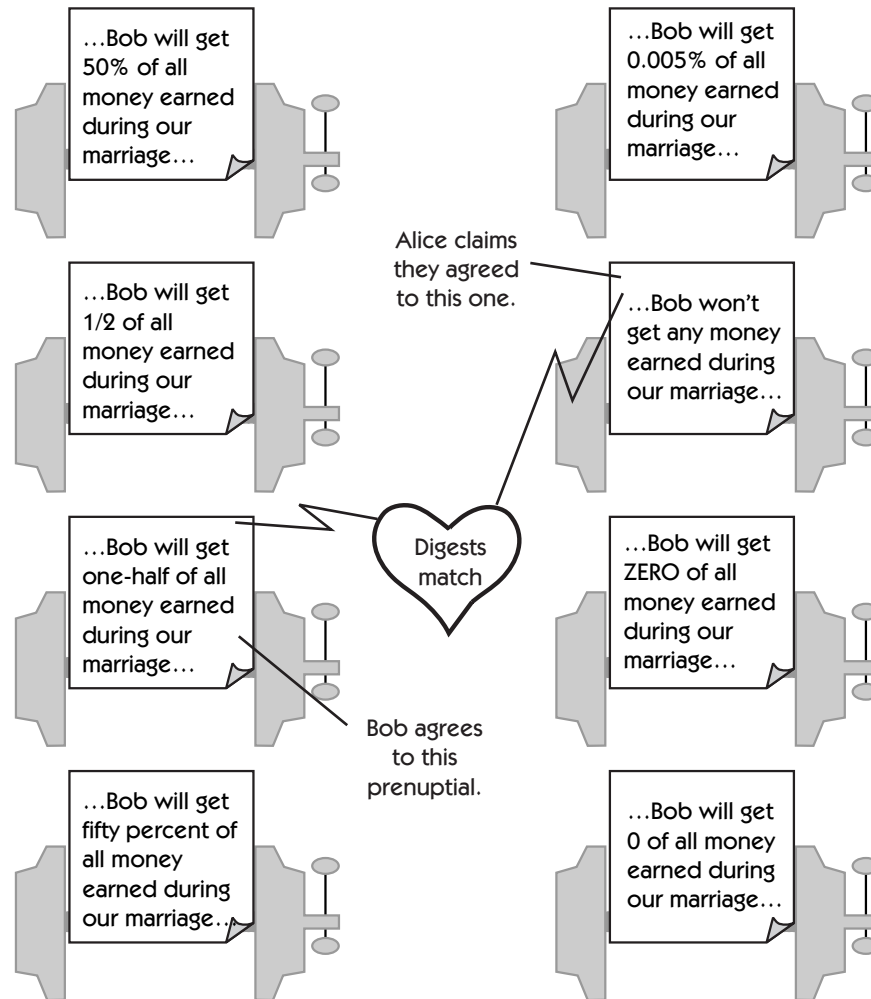 …Bob will get
50% of all
money earned
during our
marriage…
…Bob will get
0.005% of all
money earned
during our
marriage…
Alice claims
they agreed
to this one.
…Bob will get
1/2 of all
money earned
during our
marriage…
…Bob won’t
get any money
earned during
our marriage…
Digests
match
…Bob will get
one-half of all
money earned
during our
marriage…
…Bob will get
ZERO of all
money earned
during our
marriage…
Bob agrees
to this
prenuptial.
…Bob will get
fifty percent of
all money
earned during
our marriage…
…Bob will get
0 of all money
earned during
our marriage…